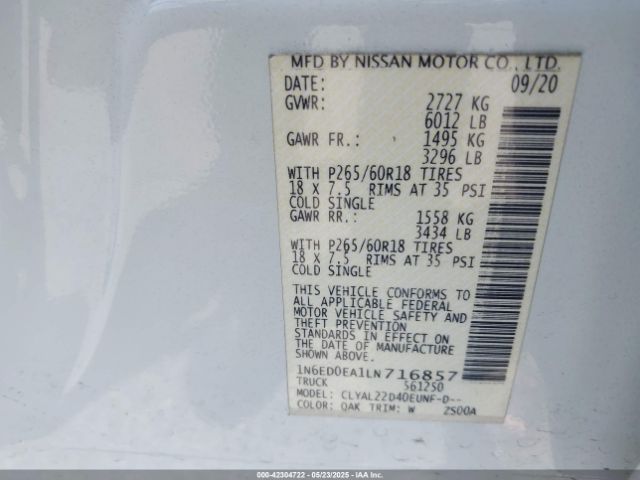 MFD BY NISSAN MOTOR CO., LTD.
DATE: 09/20
GVWR: 2727 KG
6012 LB
GAWR FR.: 1495 KG
3296 LB
WITH P265/60R18 TIRES
18 X 7.5 RIMS AT 35 PSI
COLD SINGLE
GAWR RR.: 1558 KG
3434 LB
WITH P265/60R18 TIRES
18 X 7.5 RIMS AT 35 PSI
COLD SINGLE
THIS VEHICLE CONFORMS TO
ALL APPLICABLE FEDERAL
MOTOR VEHICLE SAFETY AND
THEFT PREVENTION
STANDARDS IN EFFECT ON
THE DATE OF MANUFACTURE
SHOWN ABOVE.
1N6ED0EA1LN716857
TRUCK 561250
MODEL: CLYAL22D40EUNF-D--
COLOR: QAK TRIM: W 2S00A
000-42304722 - 05/23/2025 - IAAI.COM